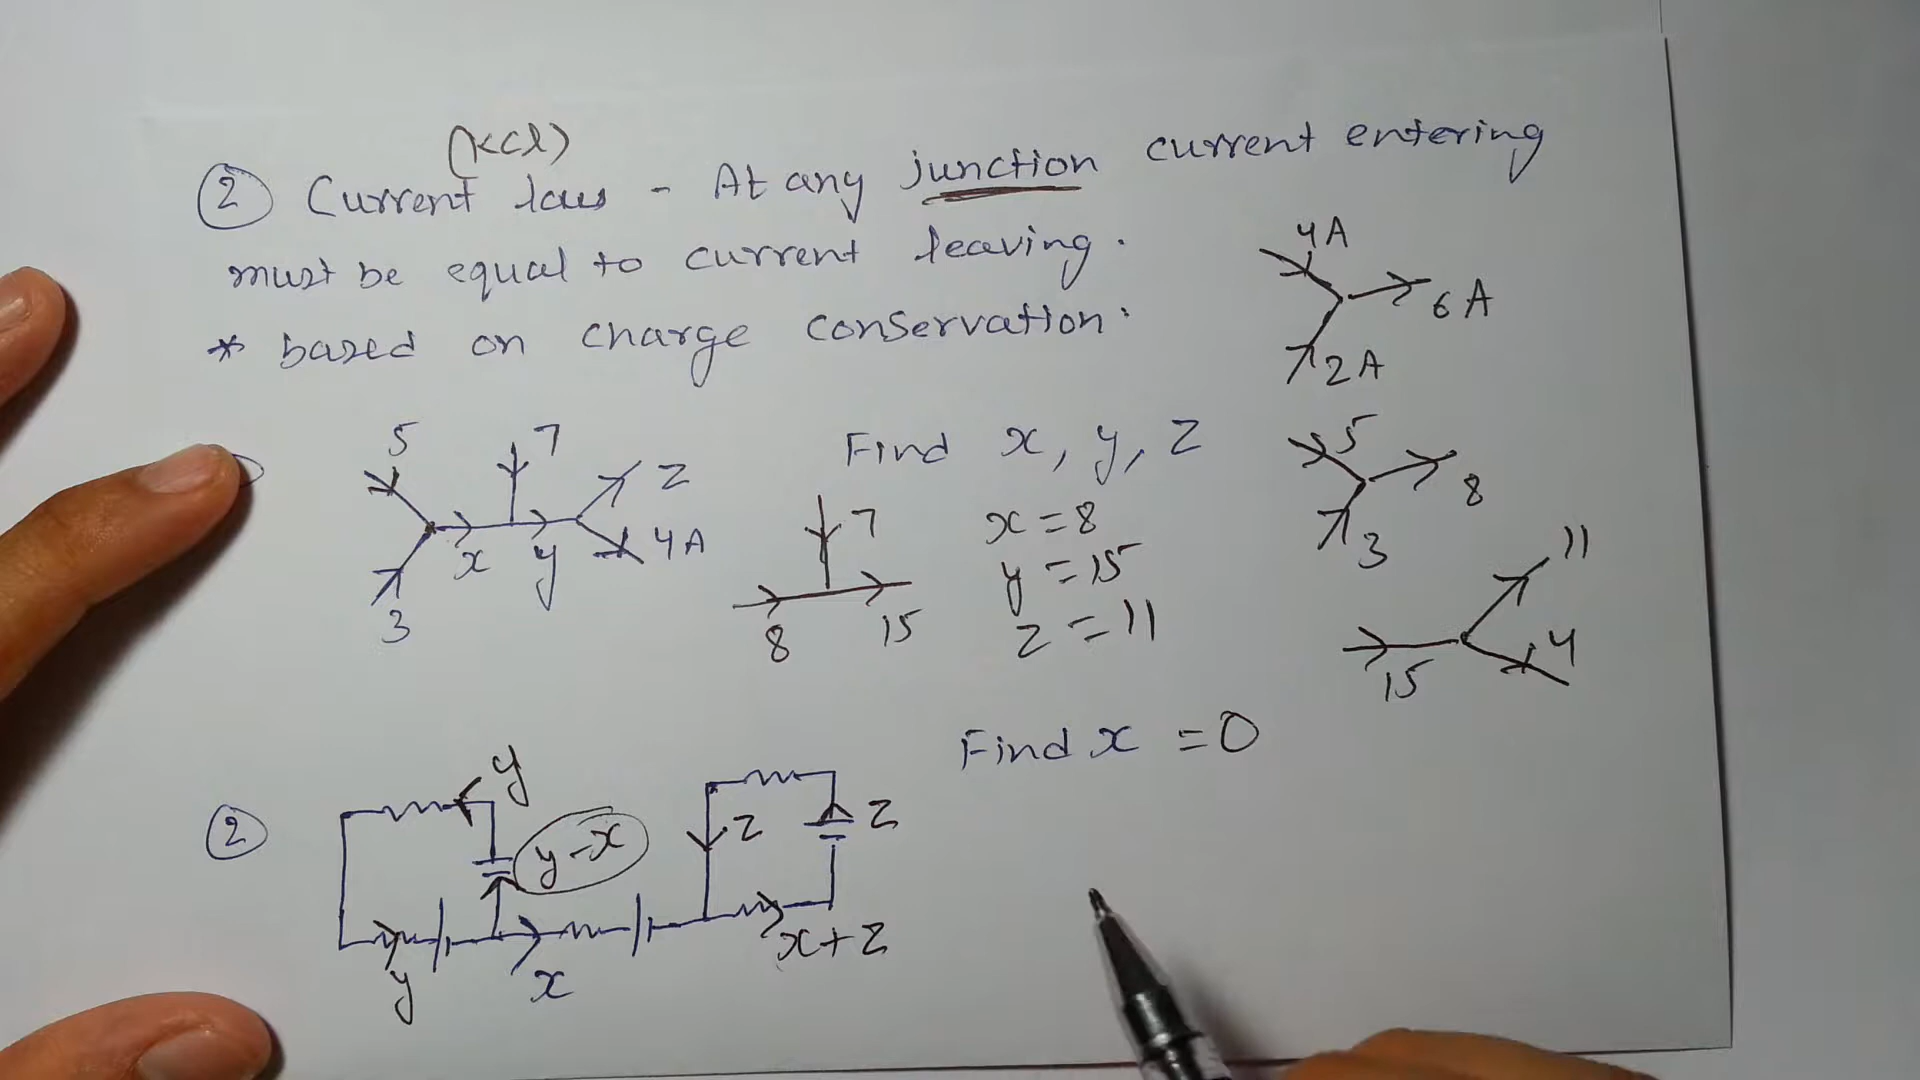 (KCL)
② Current law - At any junction current entering
must be equal to current leaving.
* based on charge conservation.
4A
6A
2A
5 7 z
x y 4A
3
Find x, y, z
7
8 15
x = 8
y = 15
z = 11
5
8
3
11
15 4
②
Find x = 0
y
y-x
z z
y x x+z